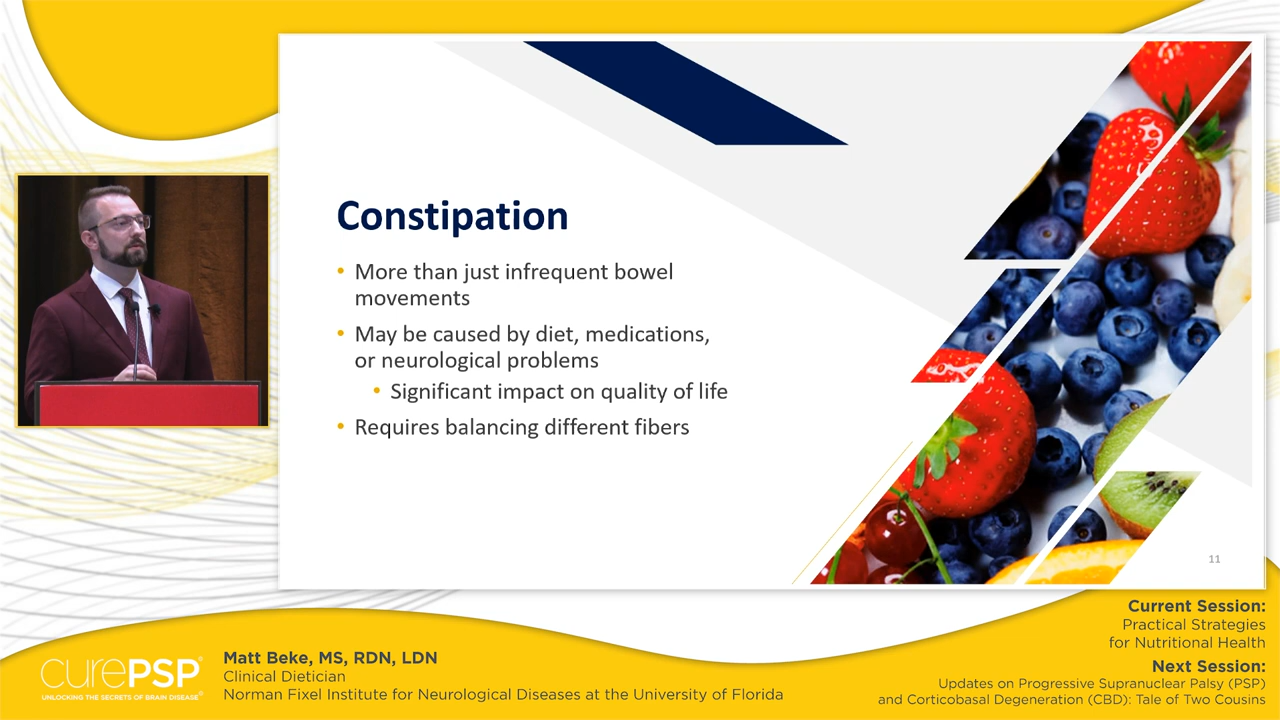 Constipation
• More than just infrequent bowel
movements
• May be caused by diet, medications,
or neurological problems
• Significant impact on quality of life
• Requires balancing different fibers
11
Current Session:
Practical Strategies
for Nutritional Health
Next Session:
Updates on Progressive Supranuclear Palsy (PSP)
and Corticobasal Degeneration (CBD): Tale of Two Cousins
curePSP®
UNLOCKING THE SECRETS OF BRAIN DISEASE®
Matt Beke, MS, RDN, LDN
Clinical Dietician
Norman Fixel Institute for Neurological Diseases at the University of Florida